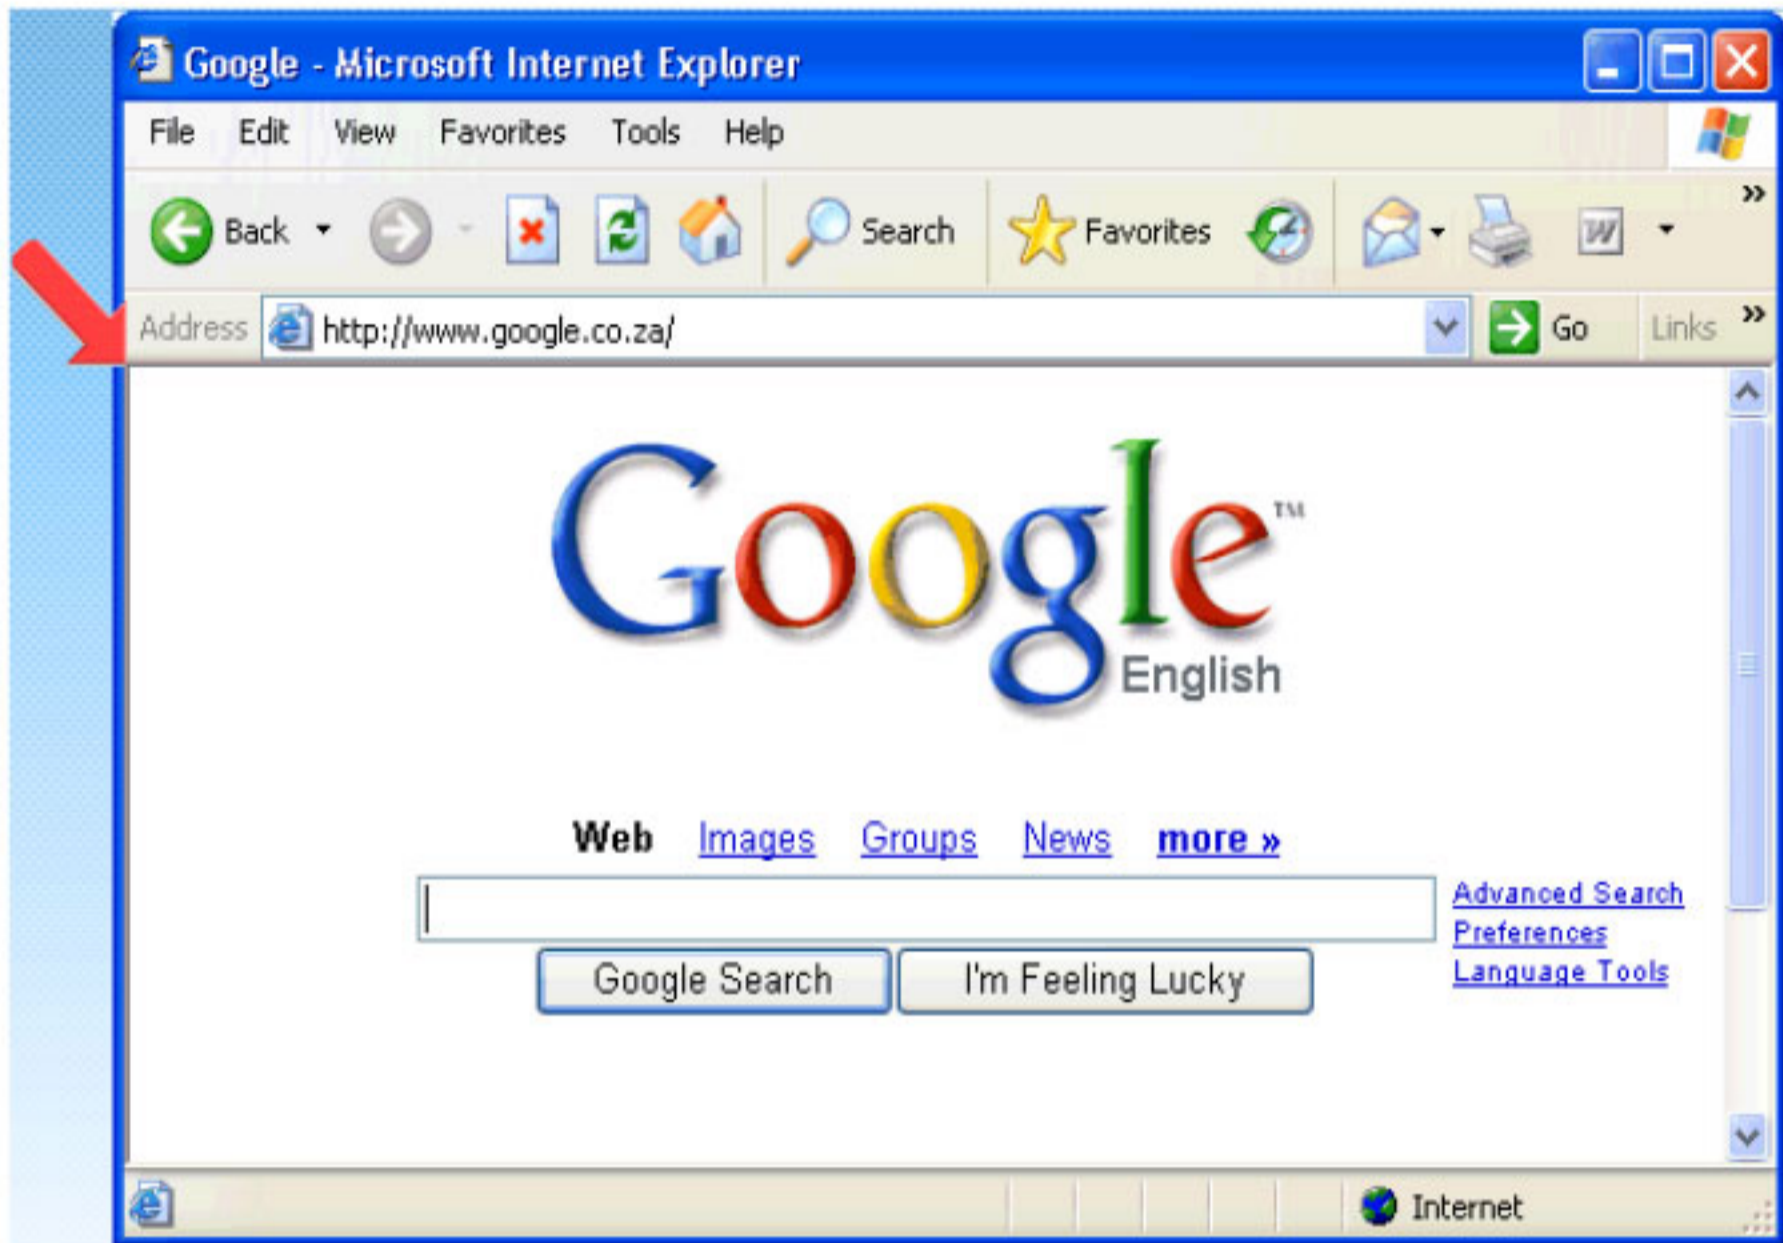 Google - Microsoft Internet Explorer
File Edit View Favorites Tools Help
Back Search Favorites W »
Address http://www.google.co.za/ Go Links »
Google™
English
Web Images Groups News more »
Advanced Search
Preferences
Language Tools
Google Search I'm Feeling Lucky
Internet